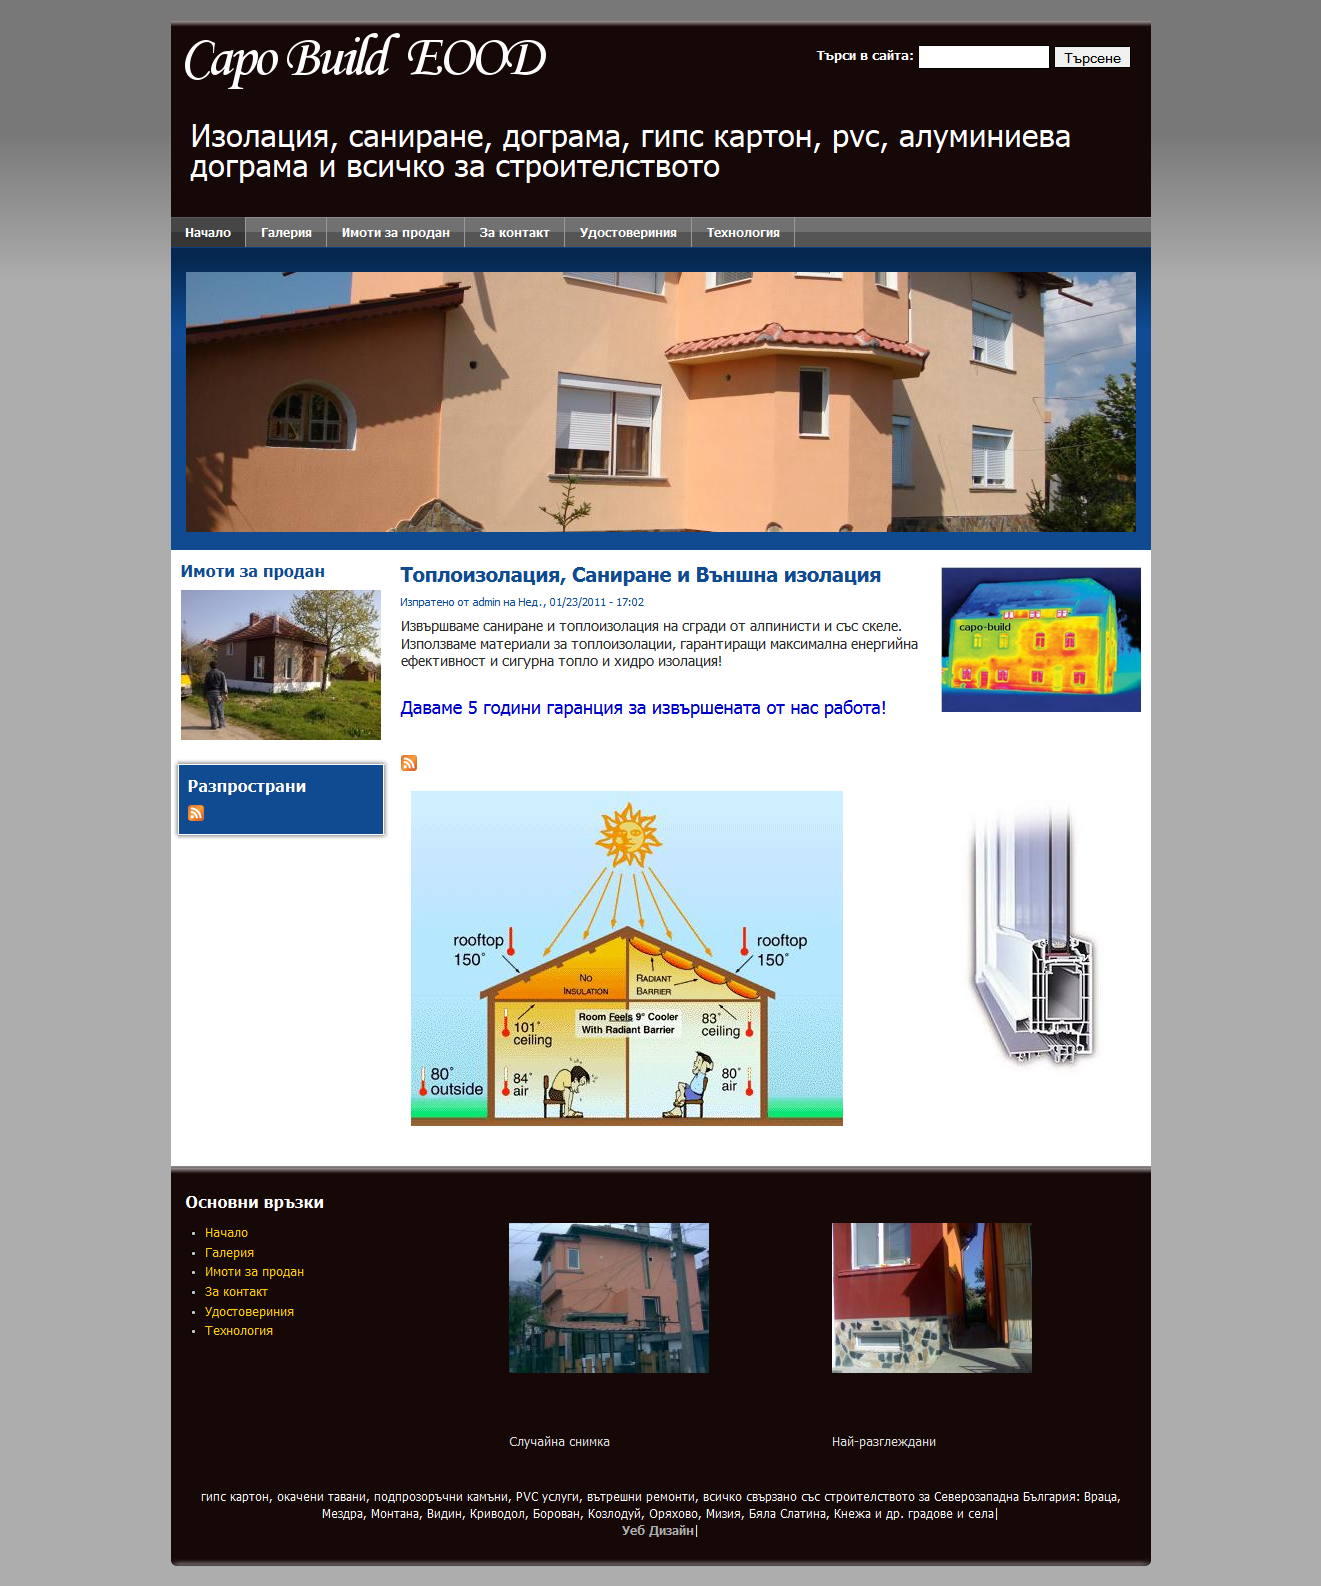 Capo Build EOOD
Търси в сайта:
Търсене
Изолация, саниране, дограма, гипс картон, pvc, алуминиева
дограма и всичко за строителството
Начало
Галерия
Имоти за продан
За контакт
Удостовериния
Технология
Имоти за продан
Разпространи
Топлоизолация, Саниране и Външна изолация
Изпратено от admin на Нед., 01/23/2011 - 17:02
Извършваме саниране и топлоизолация на сгради от алпинисти и със скеле.
Използваме материали за топлоизолации, гарантиращи максимална енергийна
ефективност и сигурна топло и хидро изолация!
Даваме 5 години гаранция за извършената от нас работа!
capo-build
rooftop
150°
rooftop
150°
No
Insulation
Radiant
Barrier
101°
ceiling
Room Feels 9° Cooler
With Radiant Barrier
83°
ceiling
80°
outside
84°
air
80°
air
Основни връзки
Начало
Галерия
Имоти за продан
За контакт
Удостовериния
Технология
Случайна снимка
Най-разглеждани
гипс картон, окачени тавани, подпрозоръчни камъни, PVC услуги, вътрешни ремонти, всичко свързано със строителството за Северозападна България: Враца,
Мездра, Монтана, Видин, Криводол, Борован, Козлодуй, Оряхово, Мизия, Бяла Слатина, Кнежа и др. градове и села|
Уеб Дизайн|